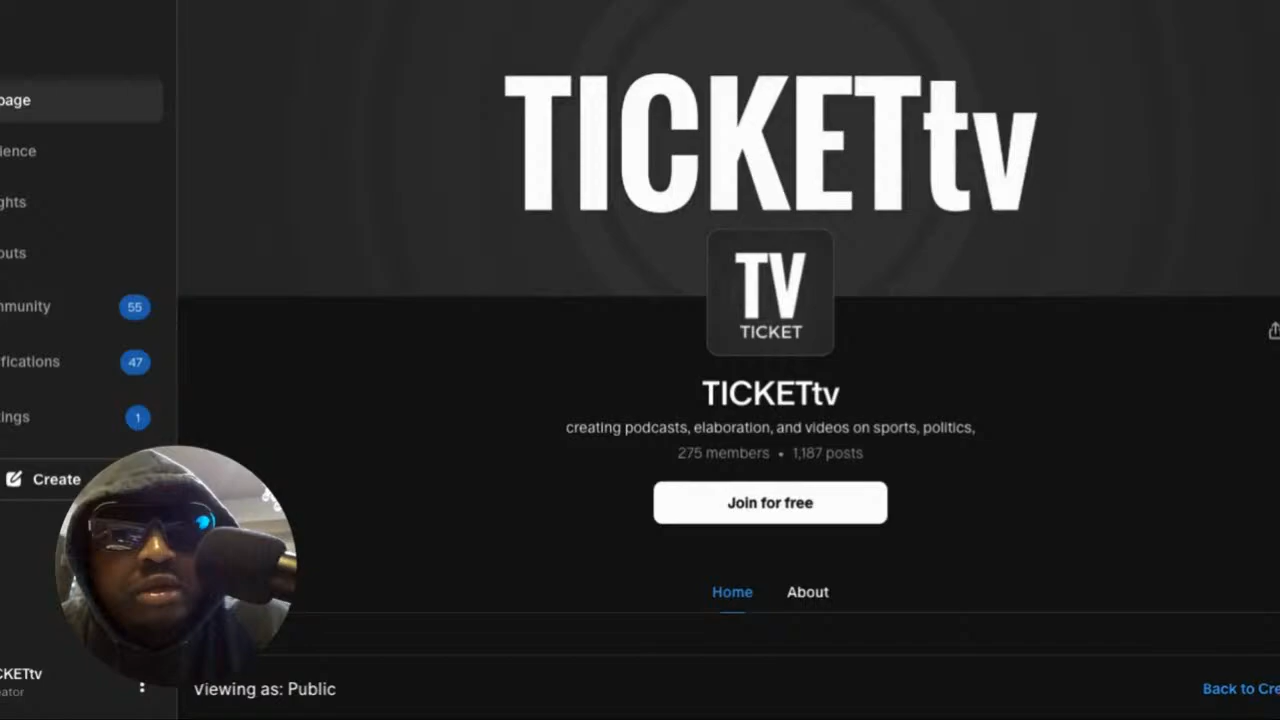 TICKETtv
page
ience
ghts
outs
mmunity 55
fications 47
ings 1
Create
TV
TICKET
TICKETtv
creating podcasts, elaboration, and videos on sports, politics,
275 members • 1,187 posts
Join for free
Home About
CKETtv
eator
Viewing as: Public
Back to Cre